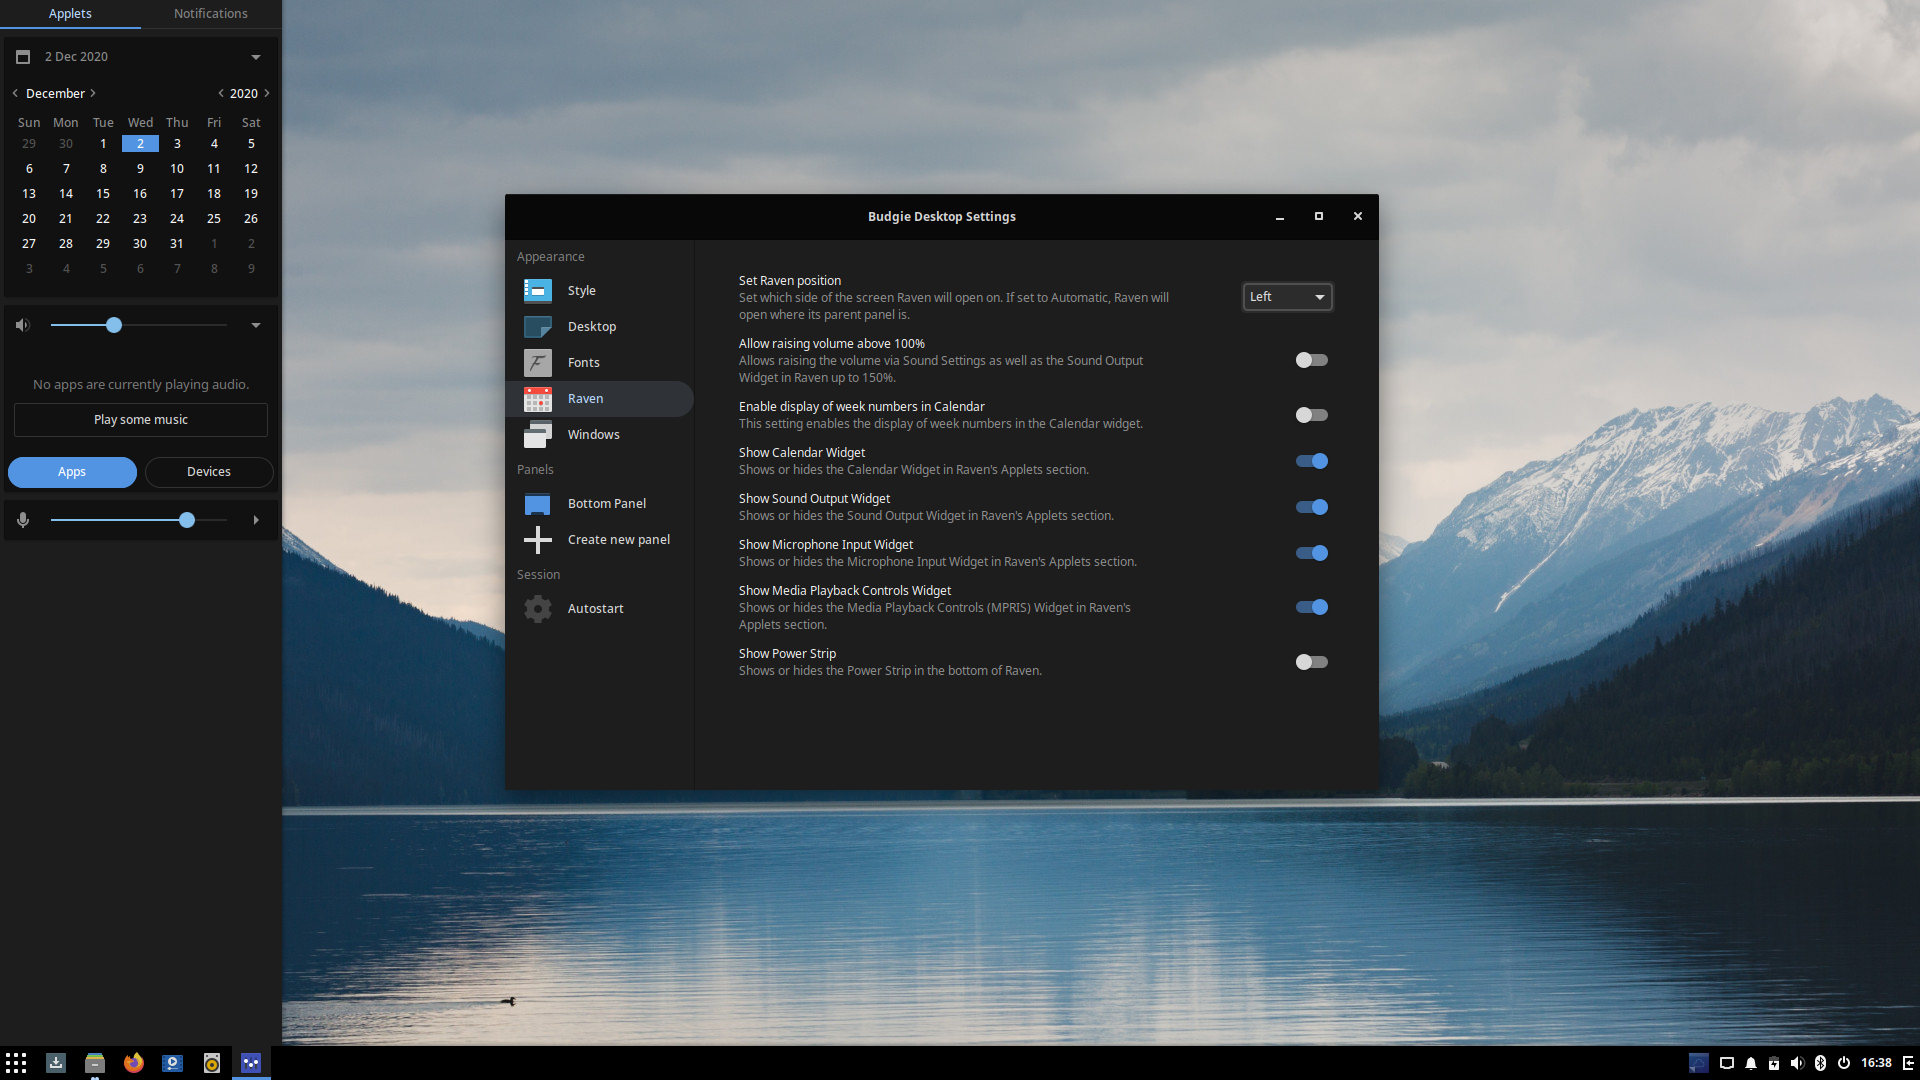 Applets Notifications
2 Dec 2020
December 2020
Sun Mon Tue Wed Thu Fri Sat
29 30 1 2 3 4 5
6 7 8 9 10 11 12
13 14 15 16 17 18 19
20 21 22 23 24 25 26
27 28 29 30 31 1 2
3 4 5 6 7 8 9
No apps are currently playing audio.
Play some music
Apps Devices
Budgie Desktop Settings
Appearance
Style
Desktop
Fonts
Raven
Windows
Panels
Bottom Panel
Create new panel
Session
Autostart
Set Raven position
Set which side of the screen Raven will open on. If set to Automatic, Raven will
open where its parent panel is.
Left
Allow raising volume above 100%
Allows raising the volume via Sound Settings as well as the Sound Output
Widget in Raven up to 150%.
Enable display of week numbers in Calendar
This setting enables the display of week numbers in the Calendar widget.
Show Calendar Widget
Shows or hides the Calendar Widget in Raven's Applets section.
Show Sound Output Widget
Shows or hides the Sound Output Widget in Raven's Applets section.
Show Microphone Input Widget
Shows or hides the Microphone Input Widget in Raven's Applets section.
Show Media Playback Controls Widget
Shows or hides the Media Playback Controls (MPRIS) Widget in Raven's
Applets section.
Show Power Strip
Shows or hides the Power Strip in the bottom of Raven.
16:38